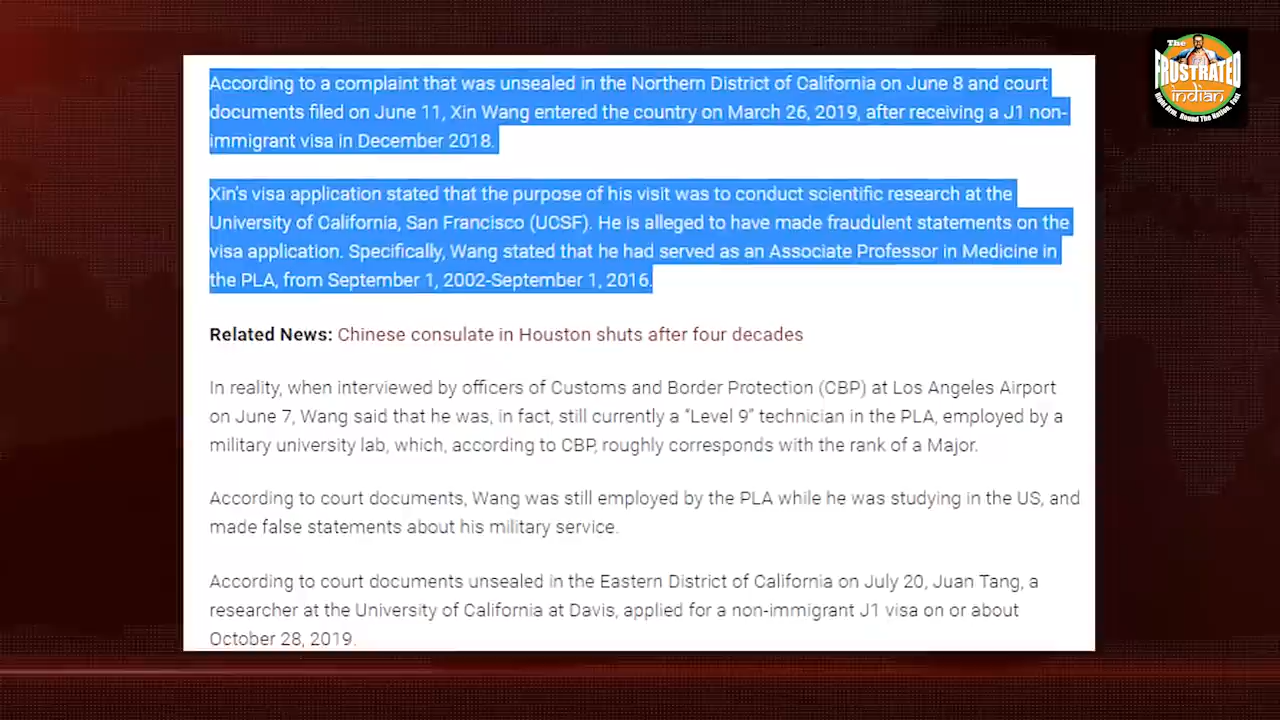 The
FRUSTRATED
indian
According to a complaint that was unsealed in the Northern District of California on June 8 and court
documents filed on June 11, Xin Wang entered the country on March 26, 2019, after receiving a J1 non-
immigrant visa in December 2018.
Xin's visa application stated that the purpose of his visit was to conduct scientific research at the
University of California, San Francisco (UCSF). He is alleged to have made fraudulent statements on the
visa application. Specifically, Wang stated that he had served as an Associate Professor in Medicine in
the PLA, from September 1, 2002-September 1, 2016.
Related News: Chinese consulate in Houston shuts after four decades
In reality, when interviewed by officers of Customs and Border Protection (CBP) at Los Angeles Airport
on June 7, Wang said that he was, in fact, still currently a “Level 9” technician in the PLA, employed by a
military university lab, which, according to CBP, roughly corresponds with the rank of a Major.
According to court documents, Wang was still employed by the PLA while he was studying in the US, and
made false statements about his military service.
According to court documents unsealed in the Eastern District of California on July 20, Juan Tang, a
researcher at the University of California at Davis, applied for a non-immigrant J1 visa on or about
October 28, 2019.